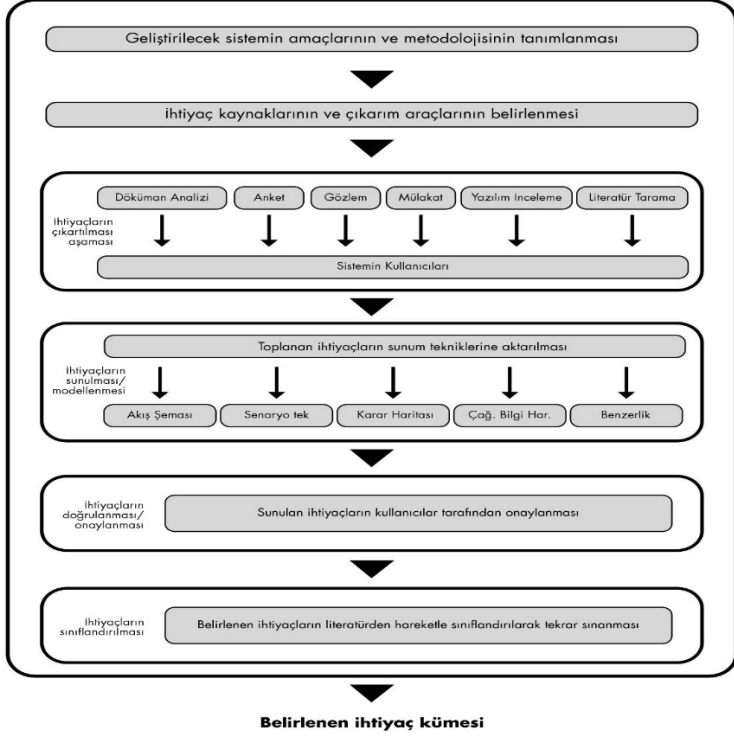 Geliştirilecek sistemin amaçlarının ve metodolojisinin tanımlanması
İhtiyaç kaynaklarının ve çıkarım araçlarının belirlenmesi
Döküman Analizi
Anket
Gözlem
Mülakat
Yazılım İnceleme
Literatür Tarama
İhtiyaçların
çıkartılması
aşaması
Sistemin Kullanıcıları
Toplanan ihtiyaçların sunum tekniklerine aktarılması
İhtiyaçların
sunulması/
modellenmesi
Akış Şeması
Senaryo tek
Karar Haritası
Çağ. Bilgi Har.
Benzerlik
İhtiyaçların
doğrulanması/
onaylanması
Sunulan ihtiyaçların kullanıcılar tarafından onaylanması
İhtiyaçların
sınıflandırılması
Belirlenen ihtiyaçların literatürden hareketle sınıflandırılarak tekrar sınanması
Belirlenen ihtiyaç kümesi